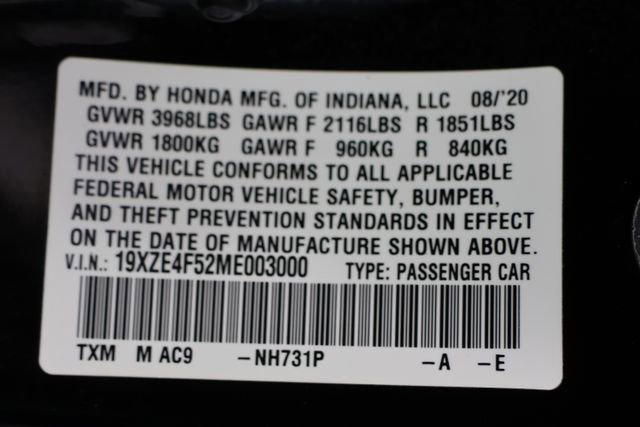 MFD. BY HONDA MFG. OF INDIANA, LLC 08/'20
GVWR 3968LBS GAWR F 2116LBS R 1851LBS
GVWR 1800KG GAWR F 960KG R 840KG
THIS VEHICLE CONFORMS TO ALL APPLICABLE
FEDERAL MOTOR VEHICLE SAFETY, BUMPER,
AND THEFT PREVENTION STANDARDS IN EFFECT
ON THE DATE OF MANUFACTURE SHOWN ABOVE.
V.I.N.: 19XZE4F52ME003000 TYPE: PASSENGER CAR
TXM M AC9 -NH731P -A -E